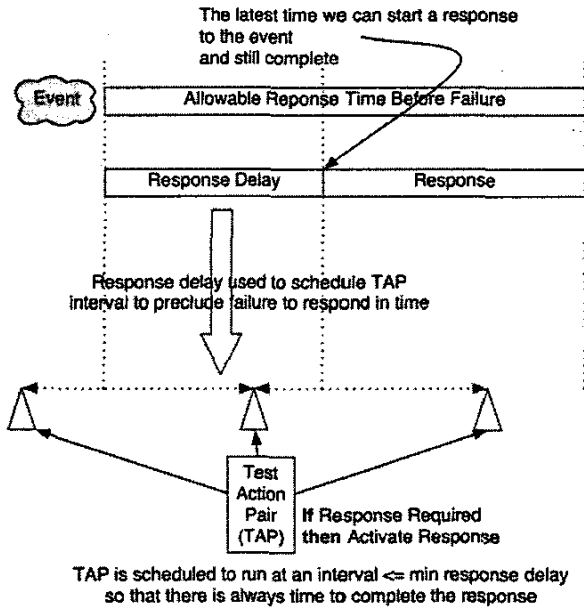 The latest time we can start a response
to the event
and still complete
Event
Allowable Reponse Time Before Failure
Response Delay
Response
Response delay used to schedule TAP
interval to preclude failure to respond in time
Test
Action
Pair
(TAP)
If Response Required
then Activate Response
TAP is scheduled to run at an interval <= min response delay
so that there is always time to complete the response